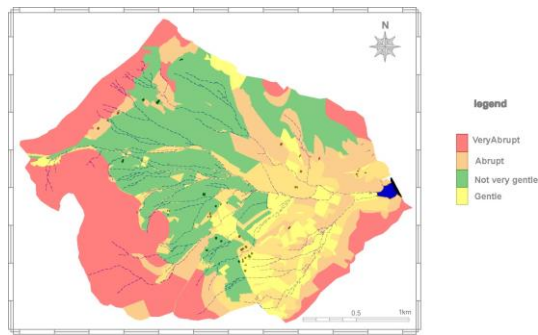 N
legend
VeryAbrupt
Abrupt
Not very gentle
Gentle
0.5 1km